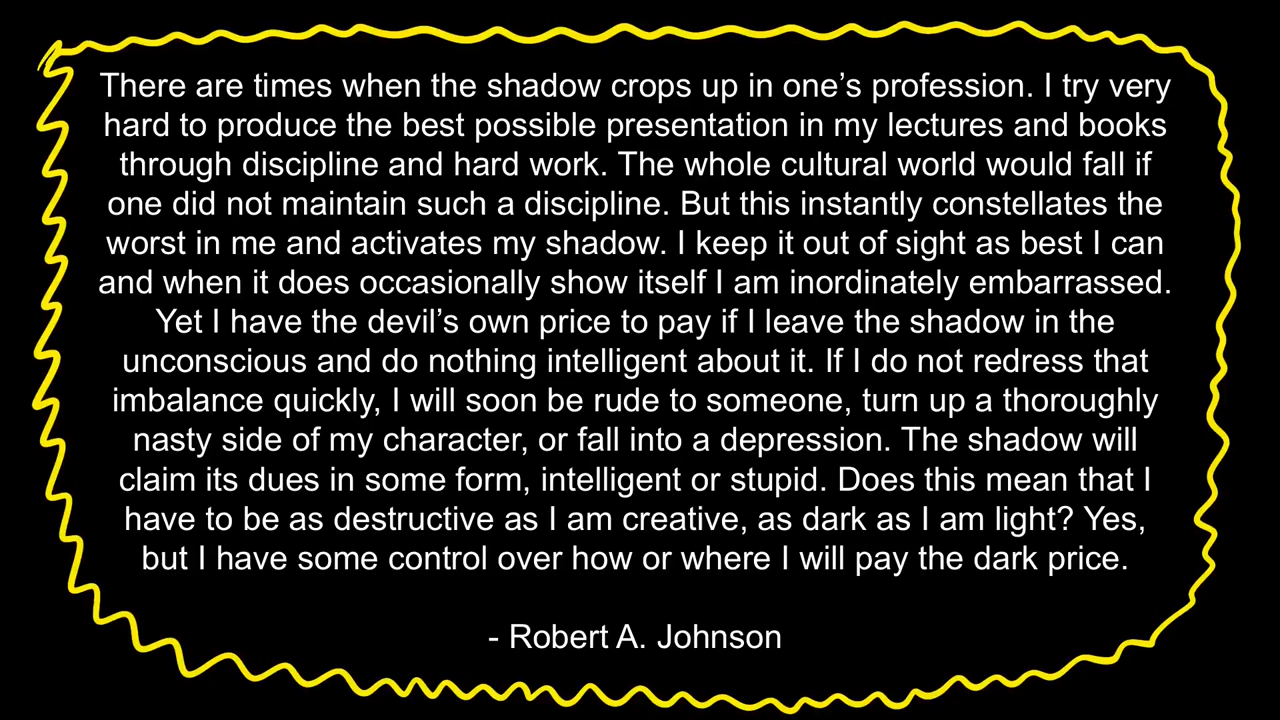 There are times when the shadow crops up in one’s profession. I try very
hard to produce the best possible presentation in my lectures and books
through discipline and hard work. The whole cultural world would fall if
one did not maintain such a discipline. But this instantly constellates the
worst in me and activates my shadow. I keep it out of sight as best I can
and when it does occasionally show itself I am inordinately embarrassed.
Yet I have the devil’s own price to pay if I leave the shadow in the
unconscious and do nothing intelligent about it. If I do not redress that
imbalance quickly, I will soon be rude to someone, turn up a thoroughly
nasty side of my character, or fall into a depression. The shadow will
claim its dues in some form, intelligent or stupid. Does this mean that I
have to be as destructive as I am creative, as dark as I am light? Yes,
but I have some control over how or where I will pay the dark price.
- Robert A. Johnson